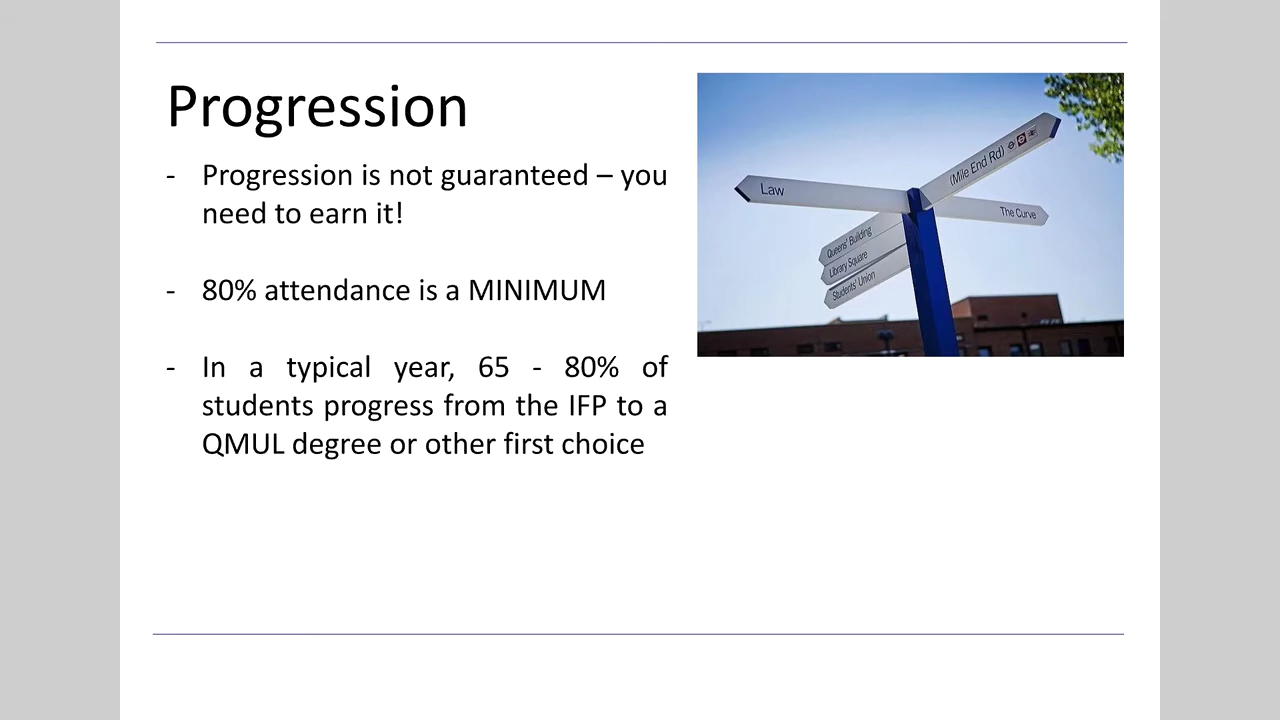 Progression
- Progression is not guaranteed – you
need to earn it!
- 80% attendance is a MINIMUM
- In a typical year, 65 - 80% of
students progress from the IFP to a
QMUL degree or other first choice
Law
(Mile End Rd)
The Curve
Queens' Building
Library Square
Students' Union